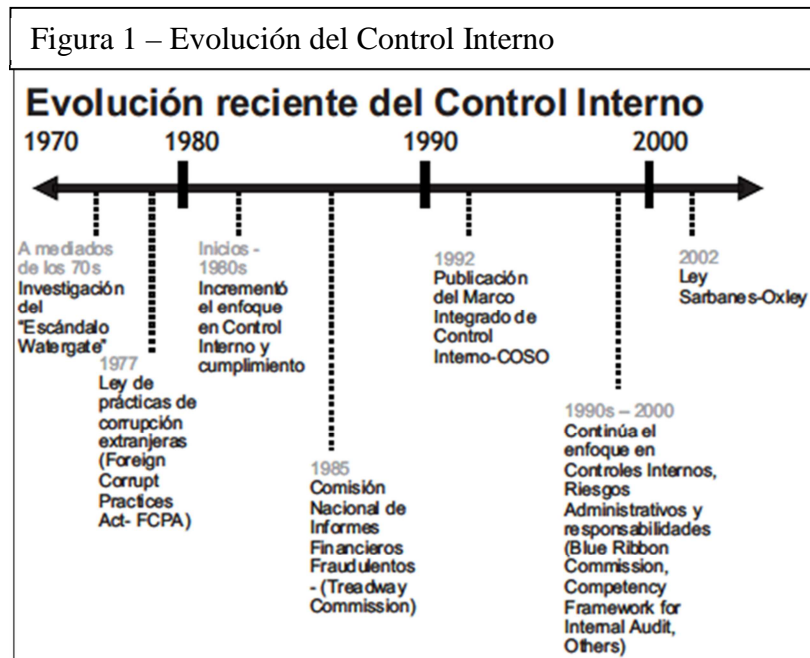 Figura 1 – Evolución del Control Interno
Evolución reciente del Control Interno
1970
1980
1990
2000
A mediados
de los 70s
Investigación
del
"Escándalo
Watergate"
1977
Ley de
prácticas de
corrupción
extranjeras
(Foreign
Corrupt
Practices
Act- FCPA)
Inicios -
1980s
Incrementó
el enfoque
en Control
Interno y
cumplimiento
1985
Comisión
Nacional de
Informes
Financieros
Fraudulentos
- (Treadway
Commission)
1992
Publicación
del Marco
Integrado de
Control
Interno-COSO
1990s – 2000
Continúa el
enfoque en
Controles Internos,
Riesgos
Administrativos y
responsabilidades
(Blue Ribbon
Commission,
Competency
Framework for
Internal Audit,
Others)
2002
Ley
Sarbanes-Oxley